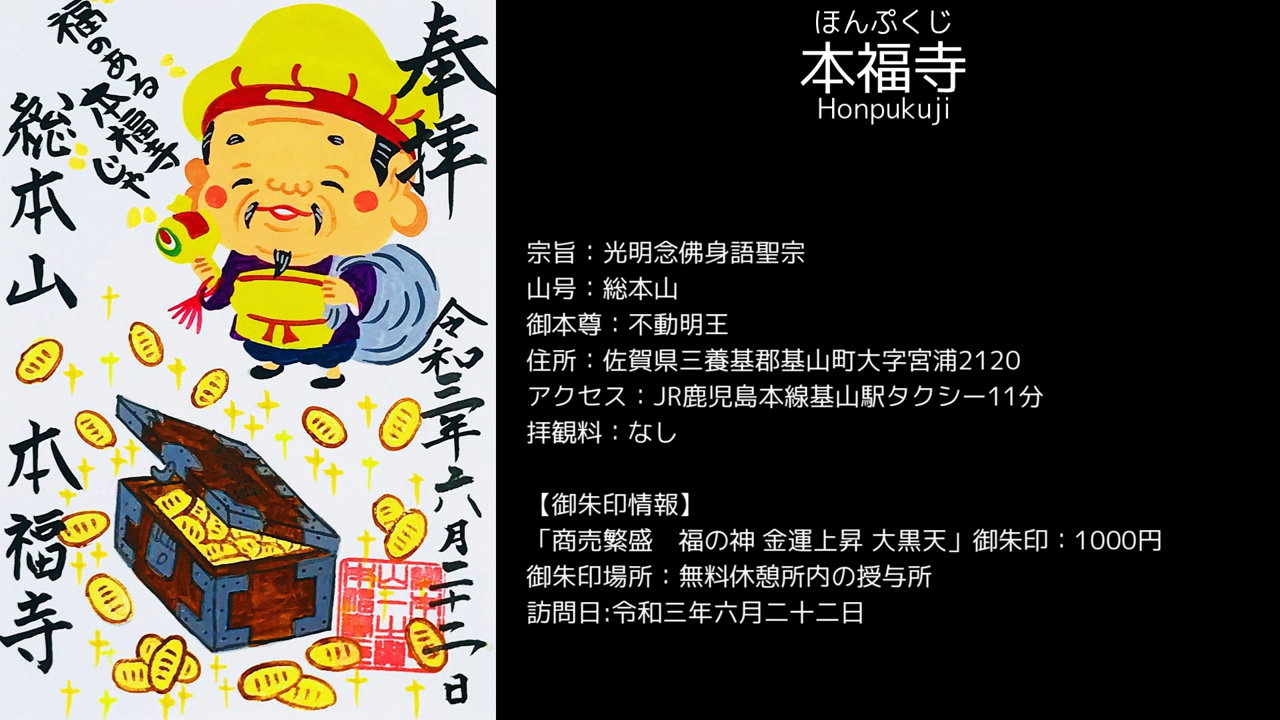 奉拝
福のある
本福寺
じゃ
総本山 本福寺
令和三年六月二十二日
ほんぷくじ
本福寺
Honpukuji
宗旨：光明念佛身語聖宗
山号：総本山
御本尊：不動明王
住所：佐賀県三養基郡基山町大字宮浦2120
アクセス：JR鹿児島本線基山駅タクシー11分
拝観料：なし
【御朱印情報】
「商売繁盛　福の神 金運上昇 大黒天」御朱印：1000円
御朱印場所：無料休憩所内の授与所
訪問日:令和三年六月二十二日